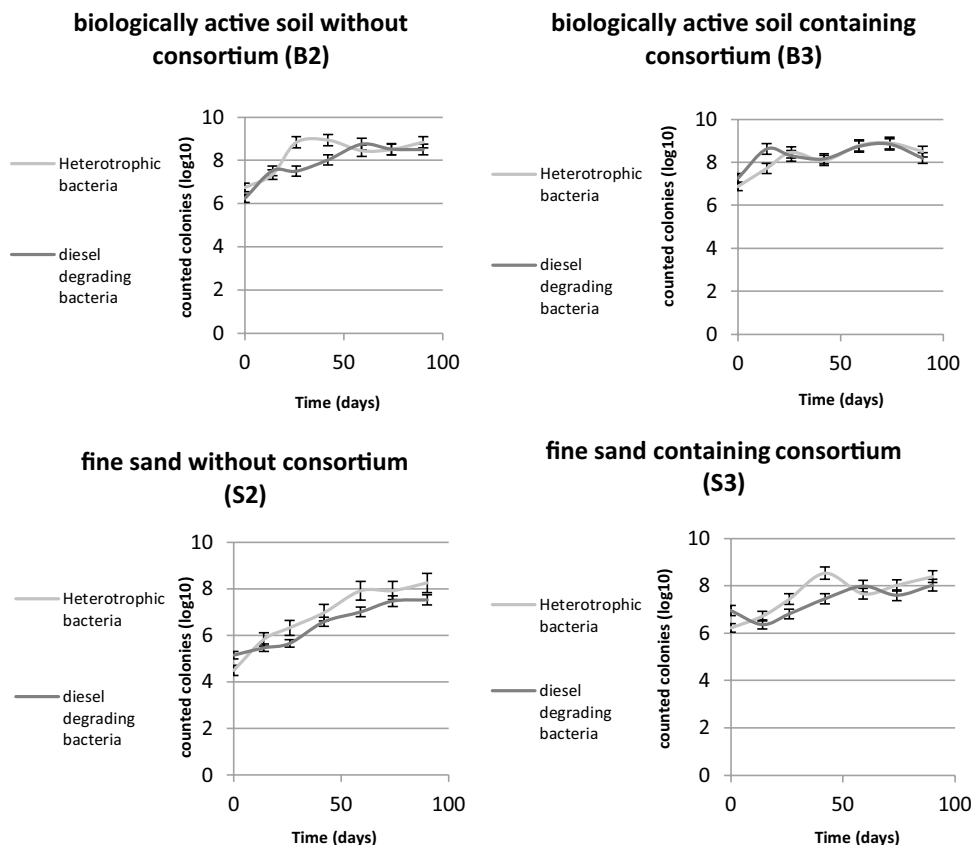 biologically active soil without
consortium (B2)
Heterotrophic
bacteria
diesel
degrading
bacteria
counted colonies (log10)
10
8
6
4
2
0
0 50 100
Time (days)
biologically active soil containing
consortium (B3)
Heterotrophic
bacteria
diesel
degrading
bacteria
counted colonies (log10)
10
8
6
4
2
0
0 50 100
Time (days)
fine sand without consortium
(S2)
Heterotrophic
bacteria
diesel
degrading
bacteria
counted colonies (log10)
10
8
6
4
2
0
0 50 100
Time (days)
fine sand containing consortium
(S3)
Heterotrophic
bacteria
diesel
degrading
bacteria
counted colonies (log10)
10
8
6
4
2
0
0 50 100
Time (days)